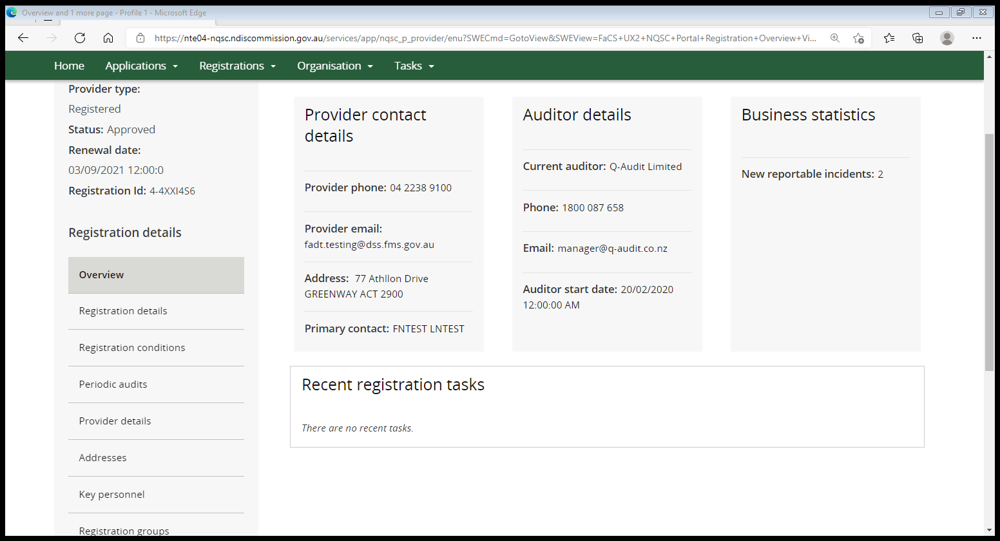 Overview and 1 more page - Profile 1 - Microsoft Edge
https://nte04-nqsc.ndiscommission.gov.au/services/app/nqsc_p_provider/enu?SWECmd=GotoView&SWEView=FaCS+UX2+NQSC+Portal+Registration+Overview+Vi...
Home Applications Registrations Organisation Tasks
Provider type:
Registered
Status: Approved
Renewal date:
03/09/2021 12:00:0
Registration Id: 4-4XXI4S6
Registration details
Overview
Registration details
Registration conditions
Periodic audits
Provider details
Addresses
Key personnel
Registration groups
Provider contact
details
Provider phone: 04 2238 9100
Provider email:
fadt.testing@dss.fms.gov.au
Address: 77 Athllon Drive
GREENWAY ACT 2900
Primary contact: FNTEST LNTEST
Auditor details
Current auditor: Q-Audit Limited
Phone: 1800 087 658
Email: manager@q-audit.co.nz
Auditor start date: 20/02/2020
12:00:00 AM
Business statistics
New reportable incidents: 2
Recent registration tasks
There are no recent tasks.